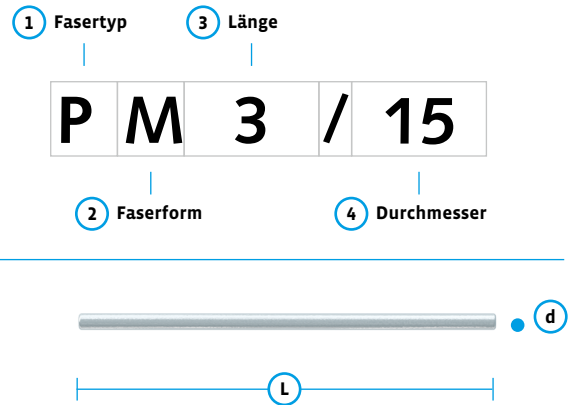 1 Fasertyp 3 Länge
P M 3 / 15
2 Faserform 4 Durchmesser
d
L